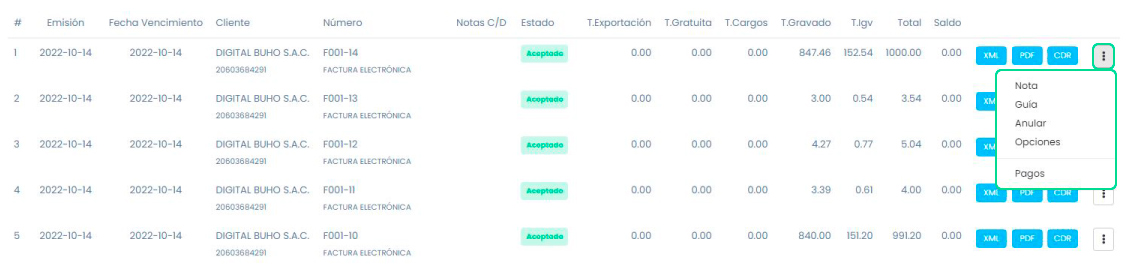 # Emisión Fecha Vencimiento Cliente Número Notas C/D Estado T.Exportación T.Gratuita T.Cargos T.Gravado T.Igv Total Saldo
1 2022-10-14 2022-10-14 DIGITAL BUHO S.A.C. F001-14 Aceptado 0.00 0.00 0.00 847.46 152.54 1000.00 0.00 XML PDF CDR
20603684291 FACTURA ELECTRÓNICA
Nota
2 2022-10-14 2022-10-14 DIGITAL BUHO S.A.C. F001-13 Aceptado 0.00 0.00 0.00 3.00 0.54 3.54 0.00 XM
Guía
20603684291 FACTURA ELECTRÓNICA
Anular
3 2022-10-14 2022-10-14 DIGITAL BUHO S.A.C. F001-12 Aceptado 0.00 0.00 0.00 4.27 0.77 5.04 0.00 XM
Opciones
20603684291 FACTURA ELECTRÓNICA
Pagos
4 2022-10-14 2022-10-14 DIGITAL BUHO S.A.C. F001-11 Aceptado 0.00 0.00 0.00 3.39 0.61 4.00 0.00 XML PDF CDR
20603684291 FACTURA ELECTRÓNICA
5 2022-10-14 2022-10-14 DIGITAL BUHO S.A.C. F001-10 Aceptado 0.00 0.00 0.00 840.00 151.20 991.20 0.00 XML PDF CDR
20603684291 FACTURA ELECTRÓNICA